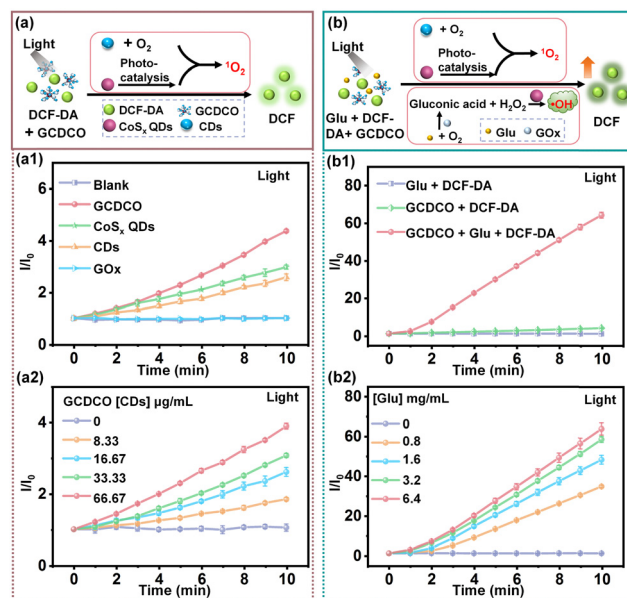 (a)
Light
+ O₂
Photo-
catalysis
¹O₂
DCF-DA
+ GCDCO
DCF-DA
GCDCO
CoSₓ QDs
CDs
DCF
(b)
Light
+ O₂
Photo-
catalysis
¹O₂
Glu + DCF-
DA+ GCDCO
Gluconic acid + H₂O₂
•OH
+ O₂
Glu
GOx
DCF
(a1)
Light
Blank
GCDCO
CoSₓ QDs
CDs
GOx
I/I₀
6
4
2
0
0 2 4 6 8 10
Time (min)
(b1)
Light
Glu + DCF-DA
GCDCO + DCF-DA
GCDCO + Glu + DCF-DA
I/I₀
80
60
40
20
0
0 2 4 6 8 10
Time (min)
(a2)
Light
GCDCO [CDs] µg/mL
0
8.33
16.67
33.33
66.67
I/I₀
4
2
0
0 2 4 6 8 10
Time (min)
(b2)
Light
[Glu] mg/mL
0
0.8
1.6
3.2
6.4
I/I₀
80
60
40
20
0
0 2 4 6 8 10
Time (min)